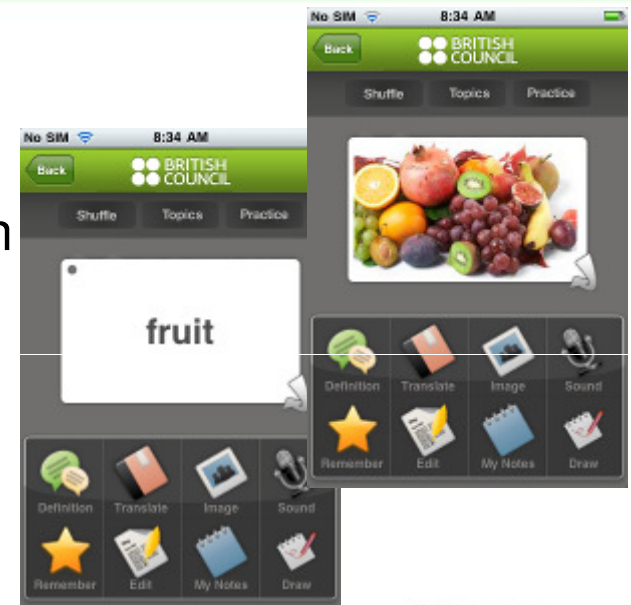 No SIM 8:34 AM
Back BRITISH COUNCIL
Shuffle Topics Practice
Definition Translate Image Sound
Remember Edit My Notes Draw
n
No SIM 8:34 AM
Back BRITISH COUNCIL
Shuffle Topics Practice
fruit
Definition Translate Image Sound
Remember Edit My Notes Draw